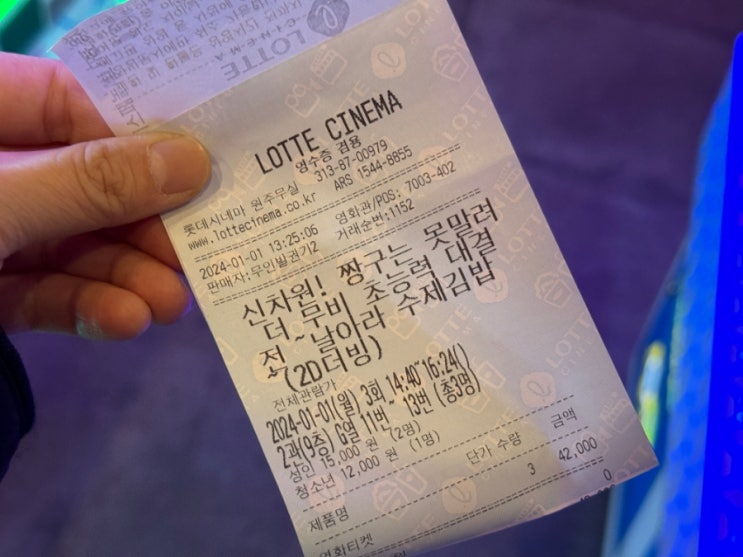 LOTTE CINEMA
영수증 겸용
313-87-00979
롯데시네마 원주무실 ARS 1544-8855
www.lottecinema.co.kr
영화관/POS: 7003-402
2024-01-01 13:25:06 거래순번:1152
판매자:무인발권기2
신차원! 짱구는 못말려
더 무비 초능력 대결
전 ~날아라 수제김밥
~(2D더빙)
전체관람가
2024-01-01(월) 3회 14:40~16:24()
2관(9층) G열 11번~ 13번 (총3명)
성인 15,000 원 (2명)
청소년 12,000 원 (1명)
제품명 단가 수량 금액
영화티켓 3 42,000
0